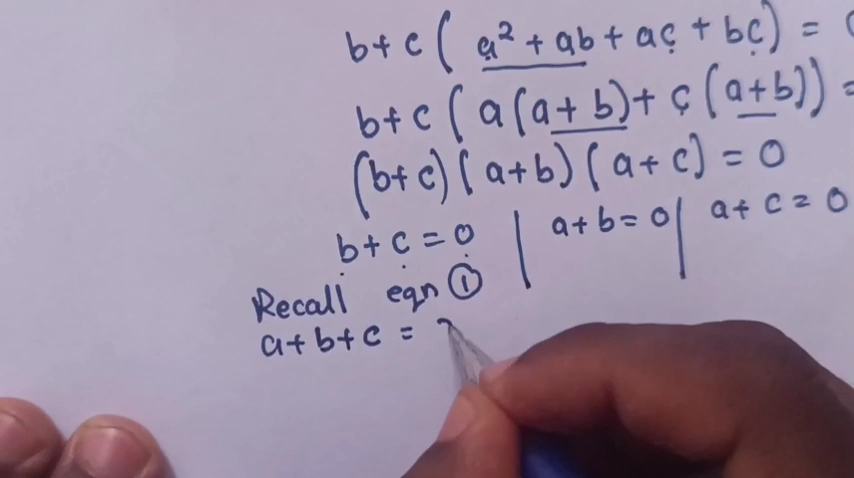 b+c ( a² + ab + ac + bc ) =
b+c ( a ( a + b ) + c ( a + b ) ) =
(b+c) ( a+b ) ( a+c ) = 0
b + c = 0 | a + b = 0 | a + c = 0
Recall eqn ①
a + b + c =